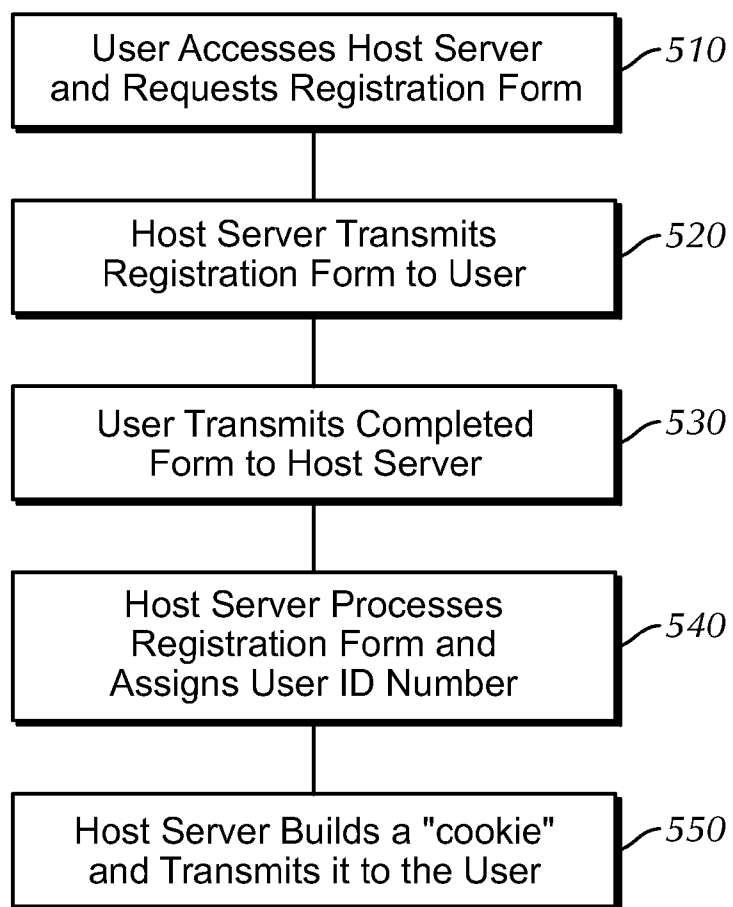 User Accesses Host Server
and Requests Registration Form
510
Host Server Transmits
Registration Form to User
520
User Transmits Completed
Form to Host Server
530
Host Server Processes
Registration Form and
Assigns User ID Number
540
Host Server Builds a "cookie"
and Transmits it to the User
550